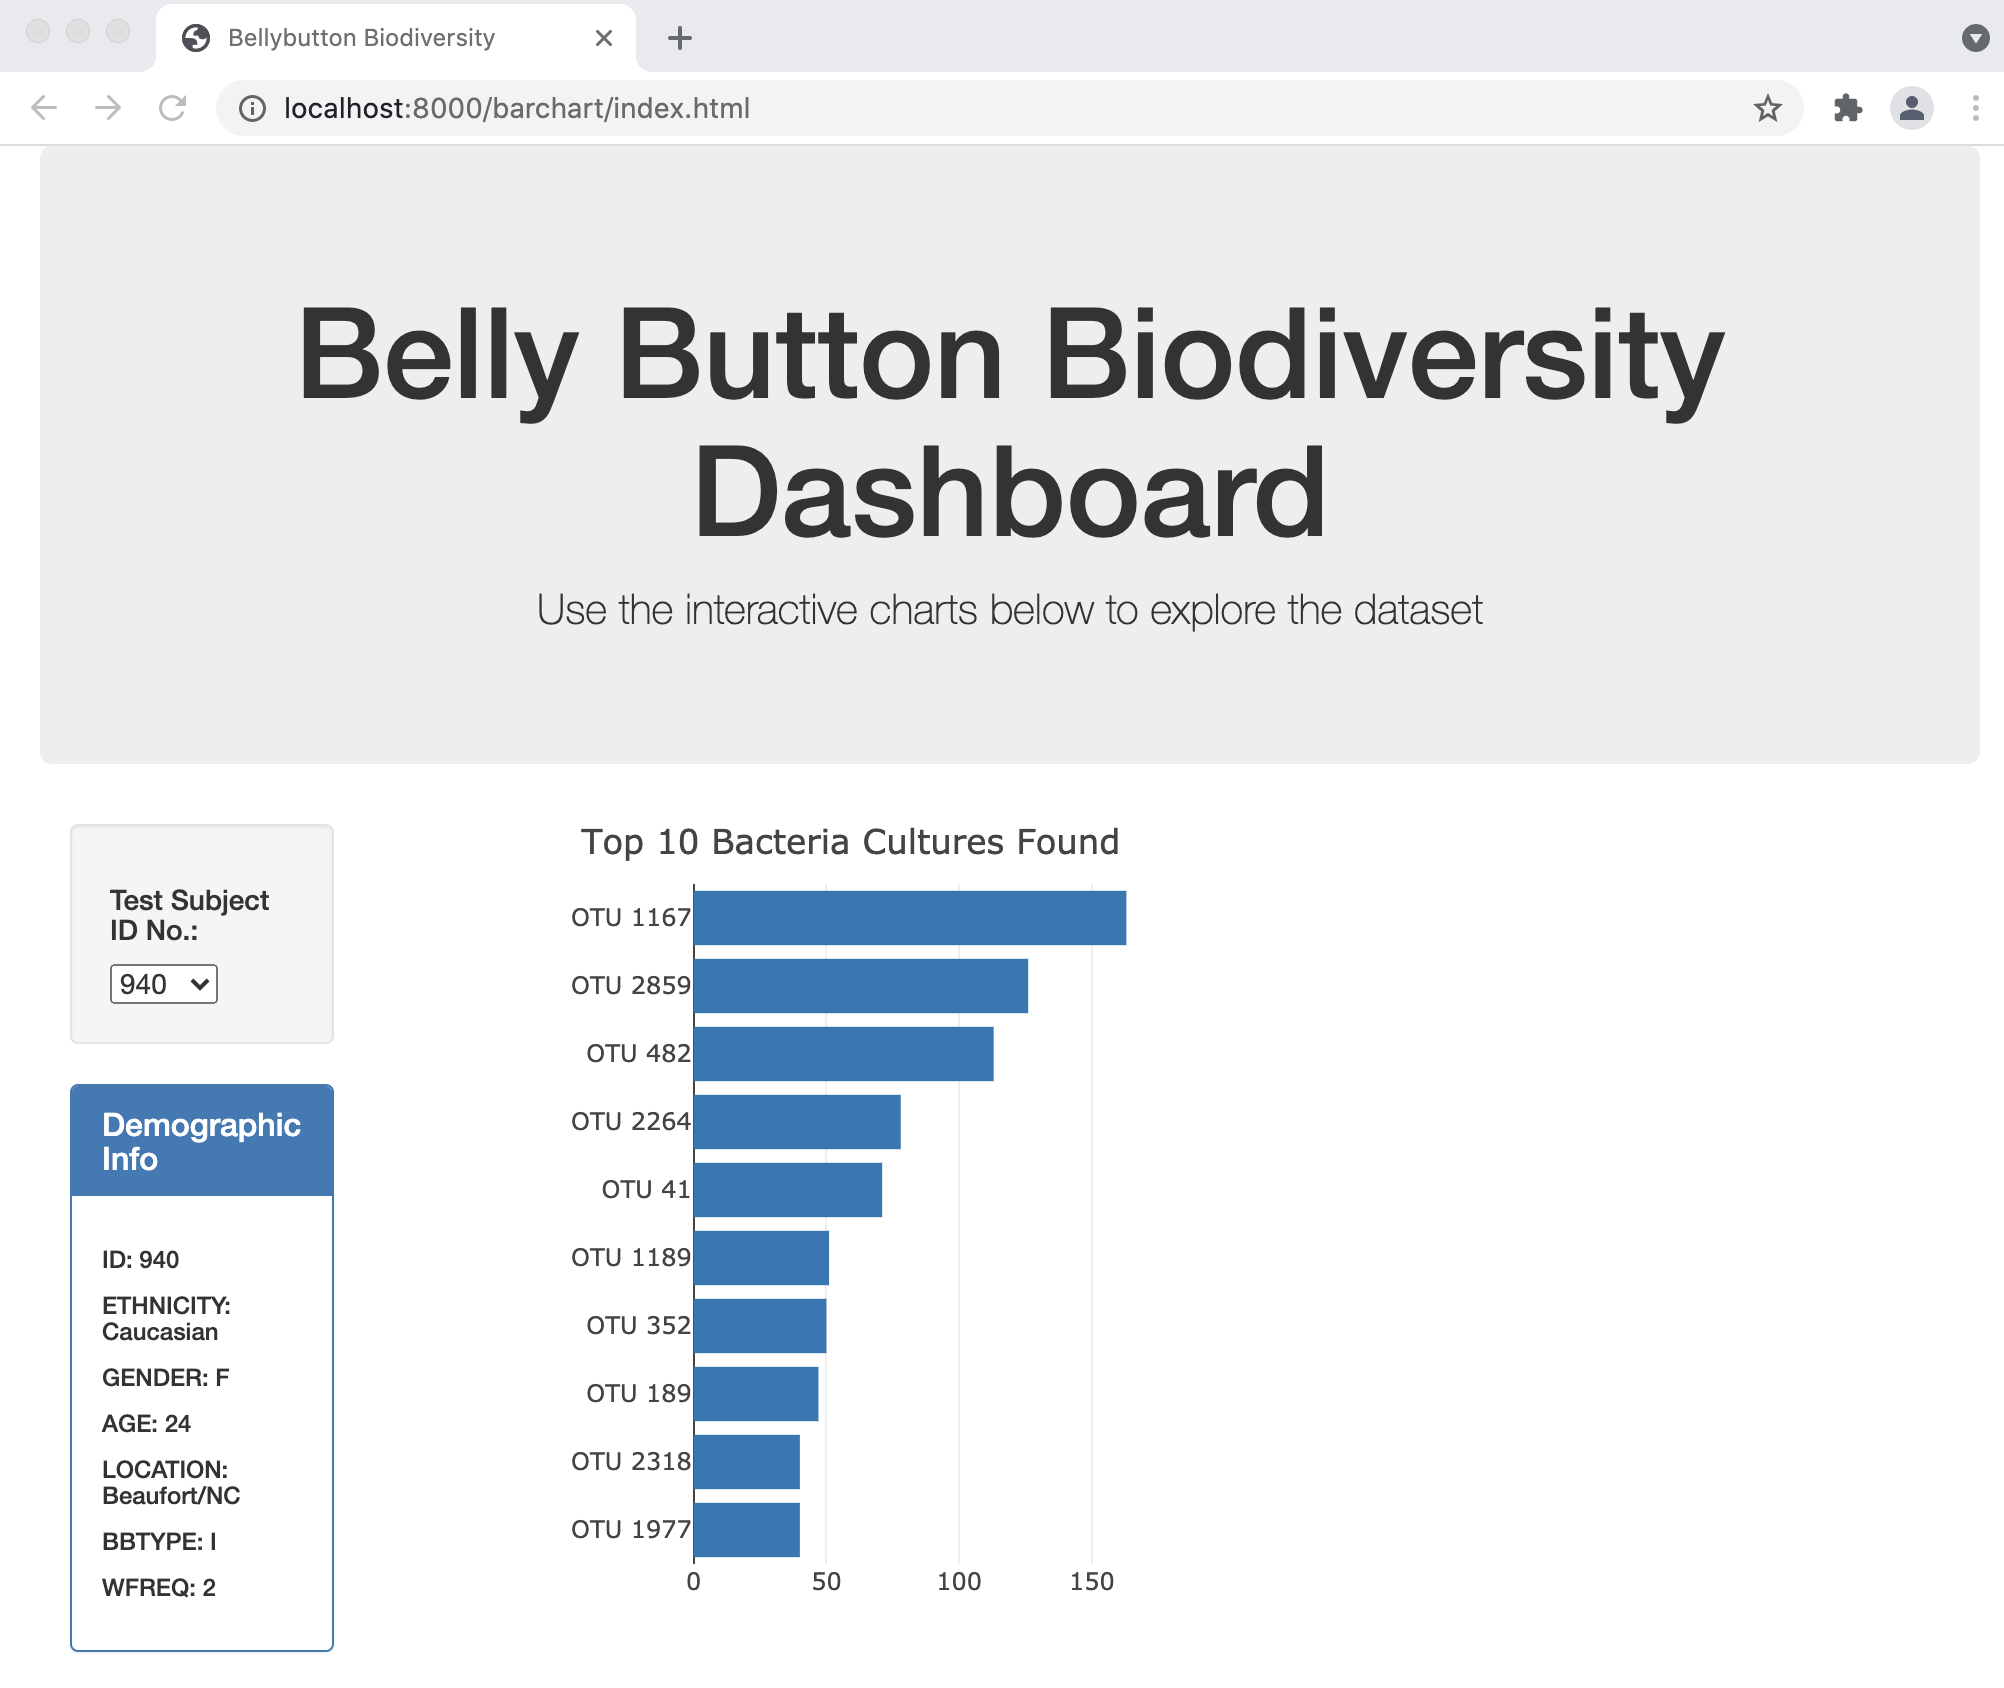 Bellybutton Biodiversity
localhost:8000/barchart/index.html
Belly Button Biodiversity
Dashboard
Use the interactive charts below to explore the dataset
Test Subject
ID No.:
940
Demographic
Info
ID: 940
ETHNICITY:
Caucasian
GENDER: F
AGE: 24
LOCATION:
Beaufort/NC
BBTYPE: I
WFREQ: 2
Top 10 Bacteria Cultures Found
OTU 1167
OTU 2859
OTU 482
OTU 2264
OTU 41
OTU 1189
OTU 352
OTU 189
OTU 2318
OTU 1977
0 50 100 150